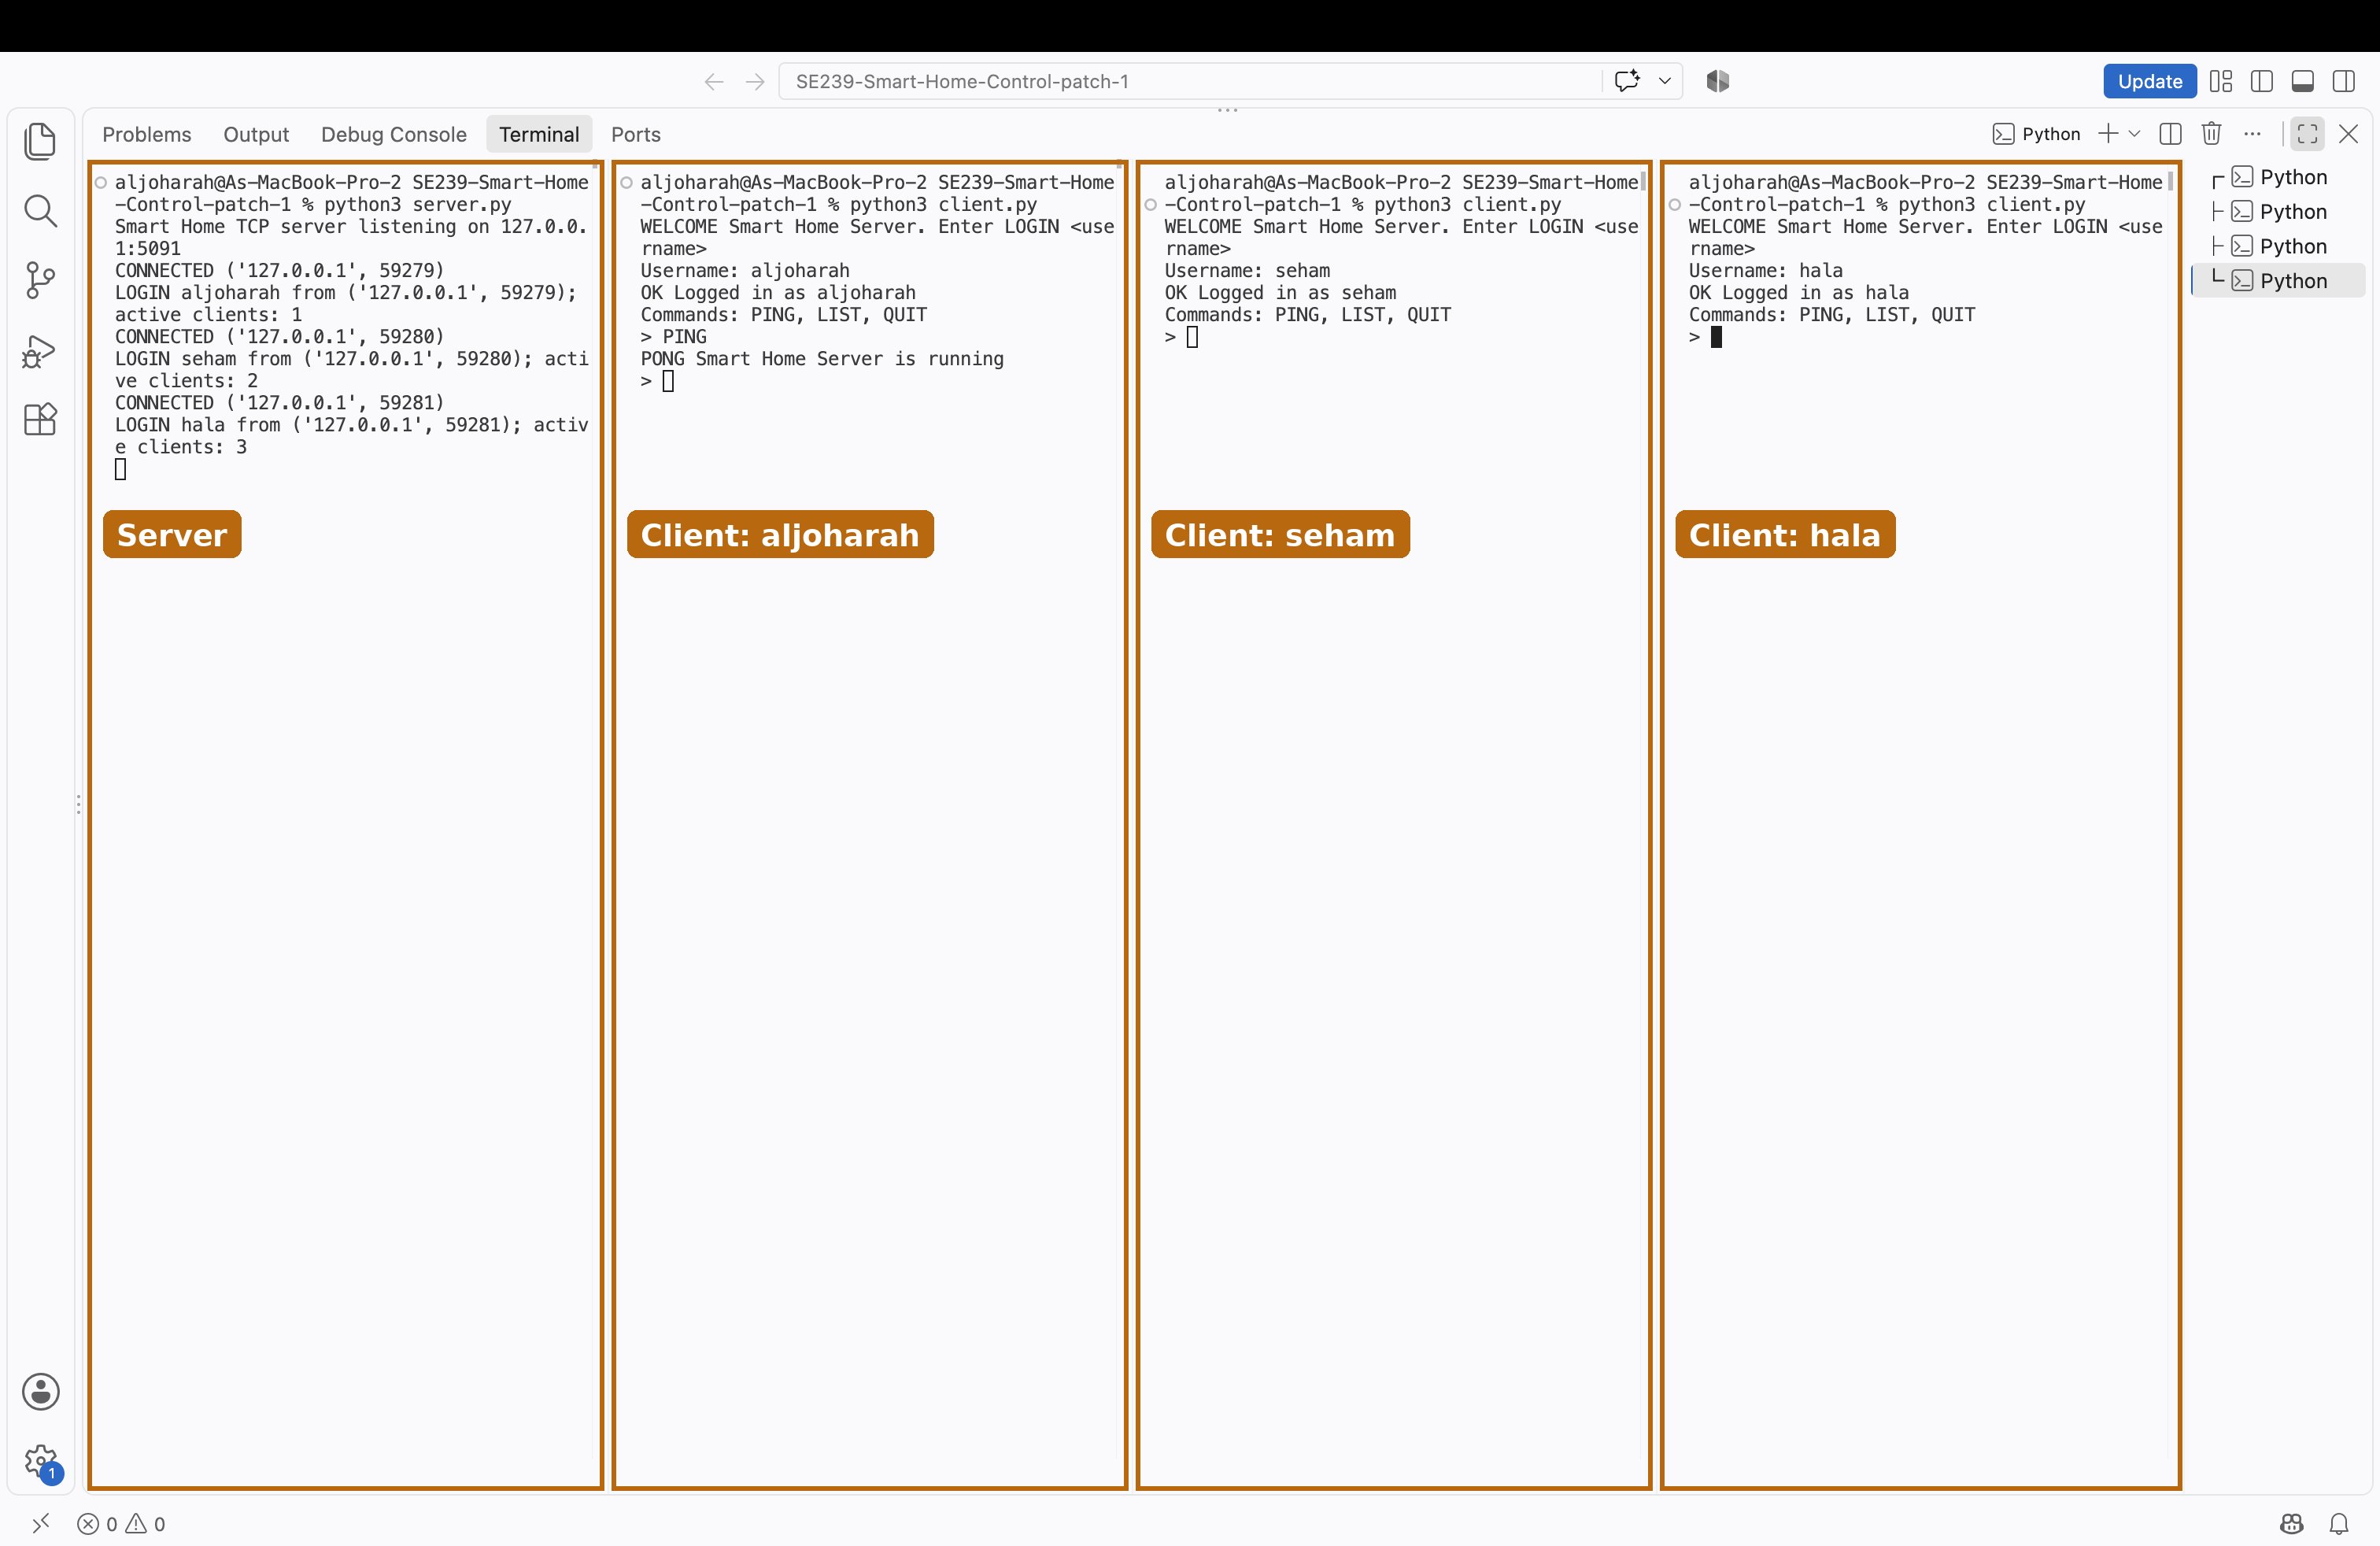 SE239-Smart-Home-Control-patch-1
Update
Problems Output Debug Console Terminal Ports
Python
aljoharah@As-MacBook-Pro-2 SE239-Smart-Home
-Control-patch-1 % python3 server.py
Smart Home TCP server listening on 127.0.0.
1:5091
CONNECTED ('127.0.0.1', 59279)
LOGIN aljoharah from ('127.0.0.1', 59279);
active clients: 1
CONNECTED ('127.0.0.1', 59280)
LOGIN seham from ('127.0.0.1', 59280); acti
ve clients: 2
CONNECTED ('127.0.0.1', 59281)
LOGIN hala from ('127.0.0.1', 59281); activ
e clients: 3
Server
aljoharah@As-MacBook-Pro-2 SE239-Smart-Home
-Control-patch-1 % python3 client.py
WELCOME Smart Home Server. Enter LOGIN <use
rname>
Username: aljoharah
OK Logged in as aljoharah
Commands: PING, LIST, QUIT
> PING
PONG Smart Home Server is running
>
Client: aljoharah
aljoharah@As-MacBook-Pro-2 SE239-Smart-Home
-Control-patch-1 % python3 client.py
WELCOME Smart Home Server. Enter LOGIN <use
rname>
Username: seham
OK Logged in as seham
Commands: PING, LIST, QUIT
>
Client: seham
aljoharah@As-MacBook-Pro-2 SE239-Smart-Home
-Control-patch-1 % python3 client.py
WELCOME Smart Home Server. Enter LOGIN <use
rname>
Username: hala
OK Logged in as hala
Commands: PING, LIST, QUIT
>
Client: hala
Python
Python
Python
Python
1
0 0